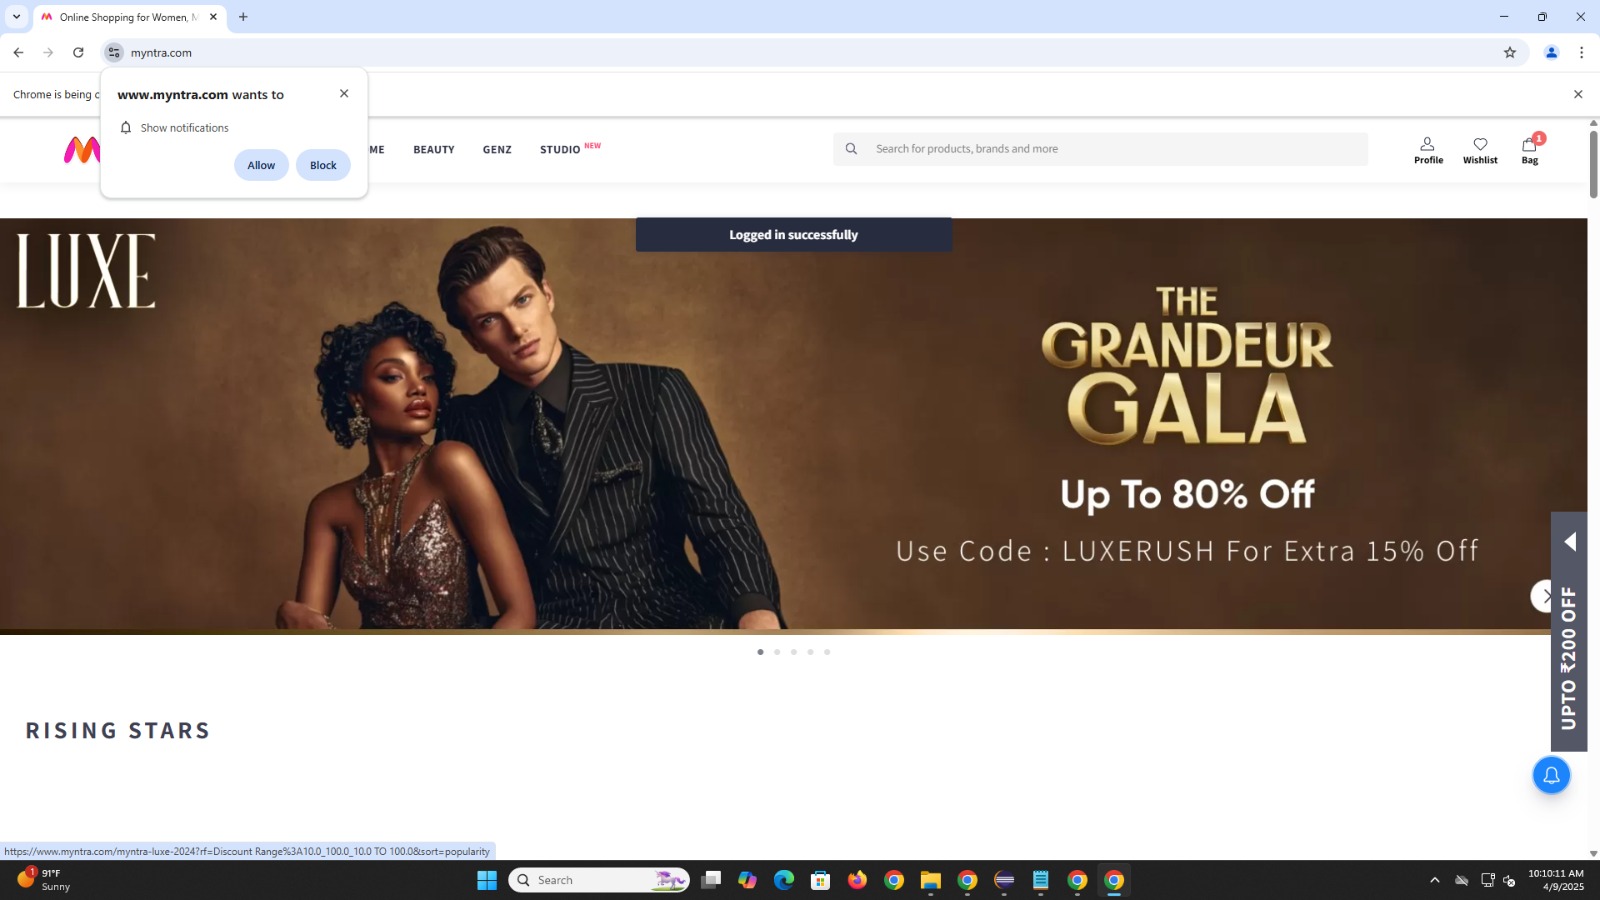 Online Shopping for Women, M
myntra.com
Chrome is being c
www.myntra.com wants to
Show notifications
Allow
Block
ME
BEAUTY
GENZ
STUDIO NEW
Search for products, brands and more
Profile
Wishlist
1
Bag
Logged in successfully
LUXE
THE
GRANDEUR
GALA
Up To 80% Off
Use Code : LUXERUSH For Extra 15% Off
UPTO ₹200 OFF
RISING STARS
https://www.myntra.com/myntra-luxe-2024?rf=Discount Range%3A10.0_100.0_10.0 TO 100.0&sort=popularity
1
91°F
Sunny
Search
10:10:11 AM
4/9/2025